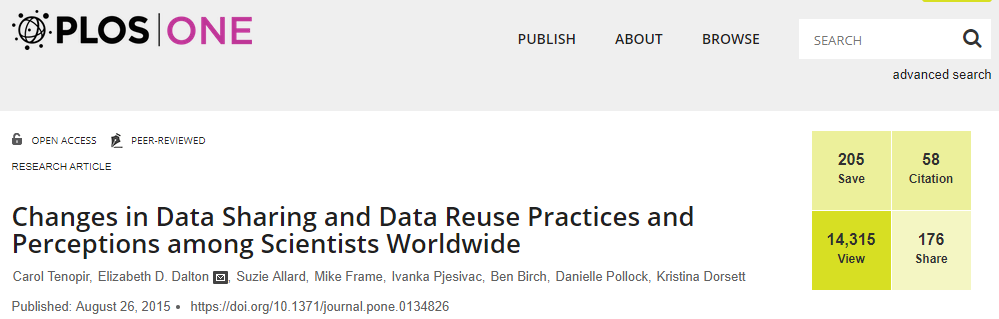 PLOS ONE
PUBLISH ABOUT BROWSE
SEARCH
advanced search
OPEN ACCESS PEER-REVIEWED
RESEARCH ARTICLE
205 58
Save Citation
14,315 176
View Share
Changes in Data Sharing and Data Reuse Practices and
Perceptions among Scientists Worldwide
Carol Tenopir, Elizabeth D. Dalton, Suzie Allard, Mike Frame, Ivanka Pjesivac, Ben Birch, Danielle Pollock, Kristina Dorsett
Published: August 26, 2015 • https://doi.org/10.1371/journal.pone.0134826